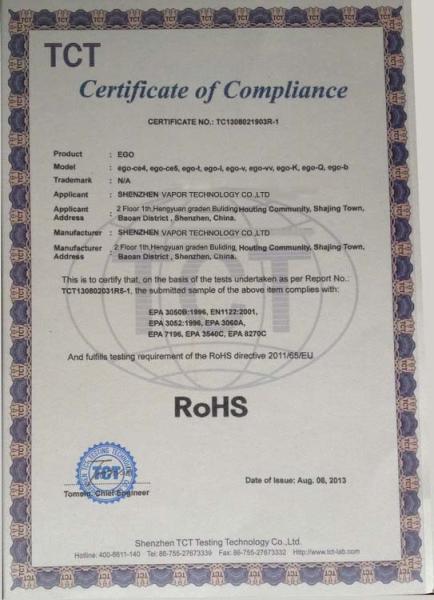 TCT
Certificate of Compliance
CERTIFICATE NO.: TC1308021903R-1
Product : EGO
Model : ego-ce4, ego-ce5, ego-t, ego-i, ego-v, ego-vv, ego-K, ego-Q, ego-b
Trademark : N/A
Applicant : SHENZHEN VAPOR TECHNOLOGY CO.,LTD
Applicant : 2 Floor 1th,Hengyuan graden Buliding Houting Community, Shajing Town,
Address Baoan District , Shenzhen, China.
Manufacturer : SHENZHEN VAPOR TECHNOLOGY CO.,LTD
Manufacturer : 2 Floor 1th,Hengyuan graden Buliding, Houting Community, Shajing Town,
Address Baoan District , Shenzhen, China.
This is to certify that, on the basis of the tests undertaken as per Report No.:
TCT130802031RS-1, the submitted sample of the above item complies with:
EPA 3050B:1996, EN1122:2001,
EPA 3052:1996, EPA 3060A,
EPA 7196, EPA 3540C, EPA 8270C
And fulfills testing requirement of the RoHS directive 2011/65/EU
RoHS
TCT
Date of Issue: Aug. 08, 2013
Tomsin, Chief Engineer
Shenzhen TCT Testing Technology Co.,Ltd.
Hotline: 400-6611-140 Tel: 86-755-27673339 Fax: 86-755-27673332 Http://www.tct-lab.com